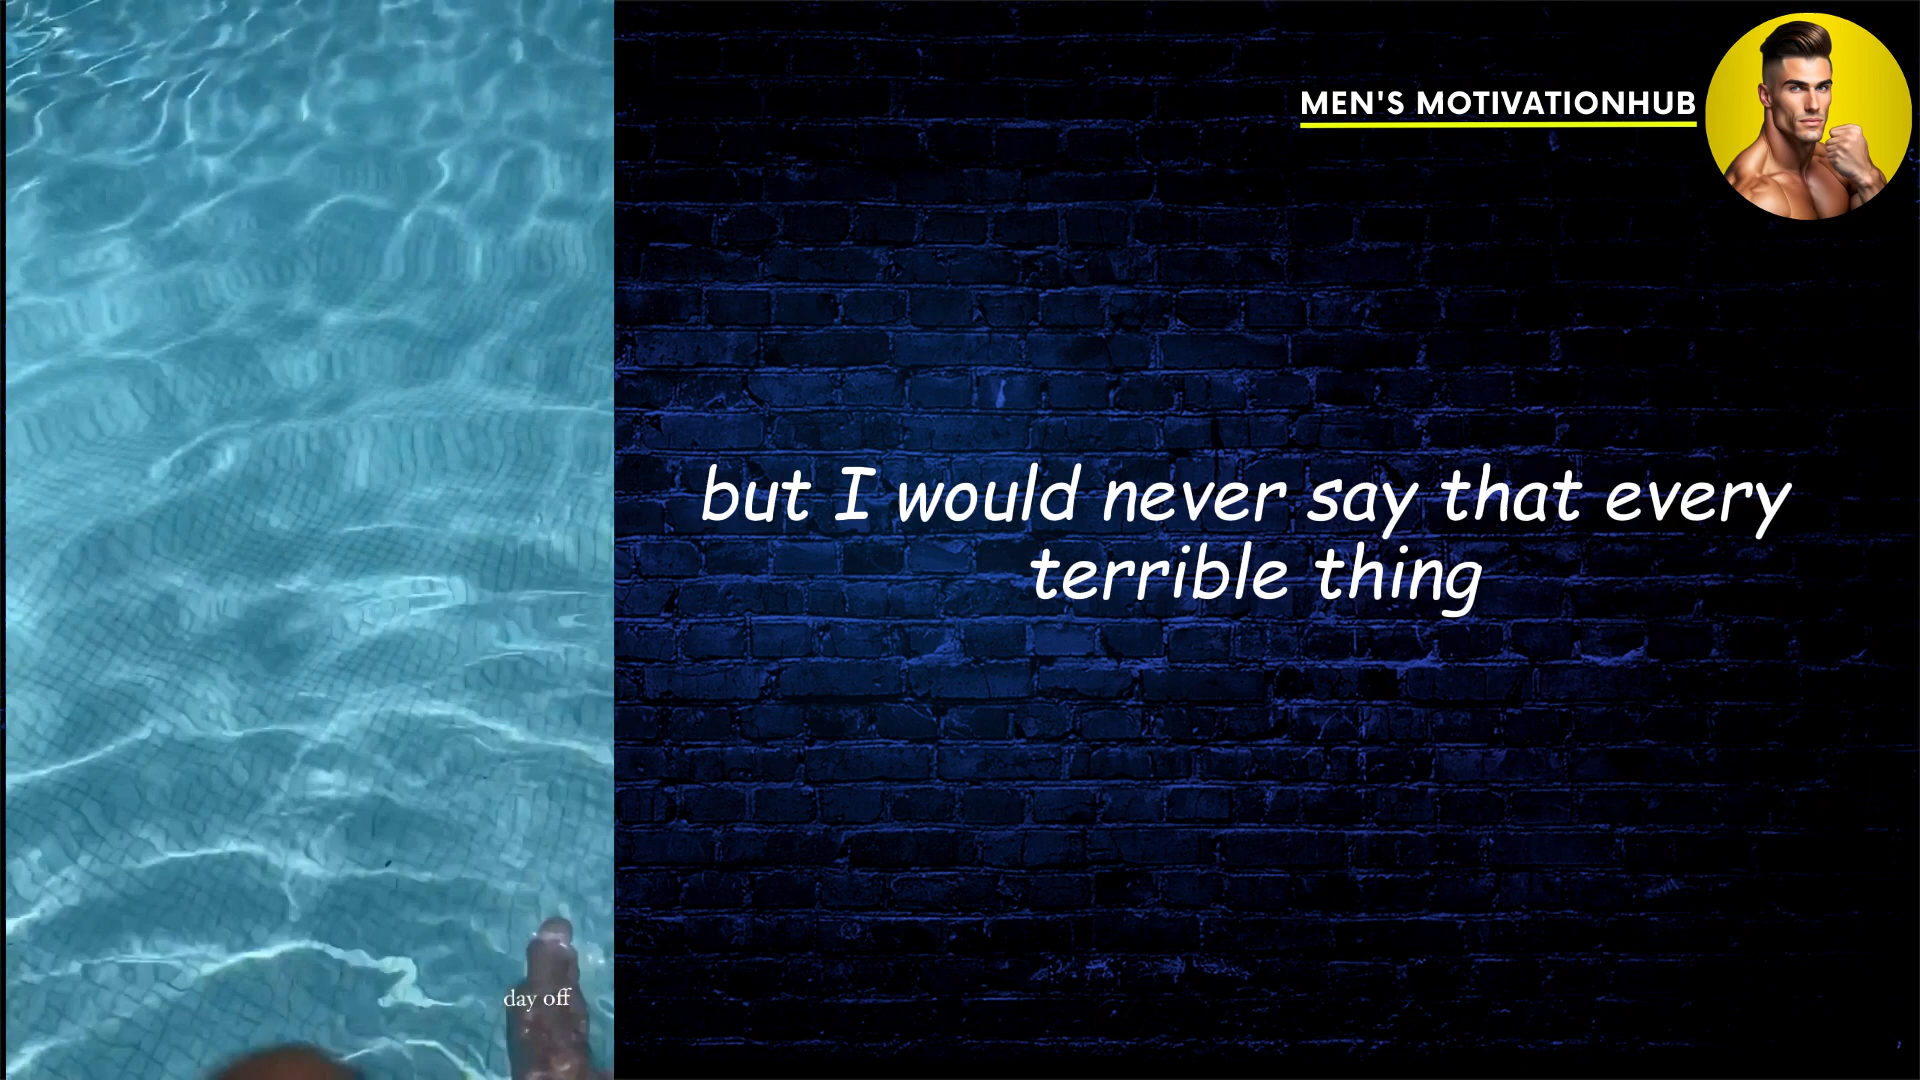 MEN'S MOTIVATIONHUB
but I would never say that every
terrible thing
day off